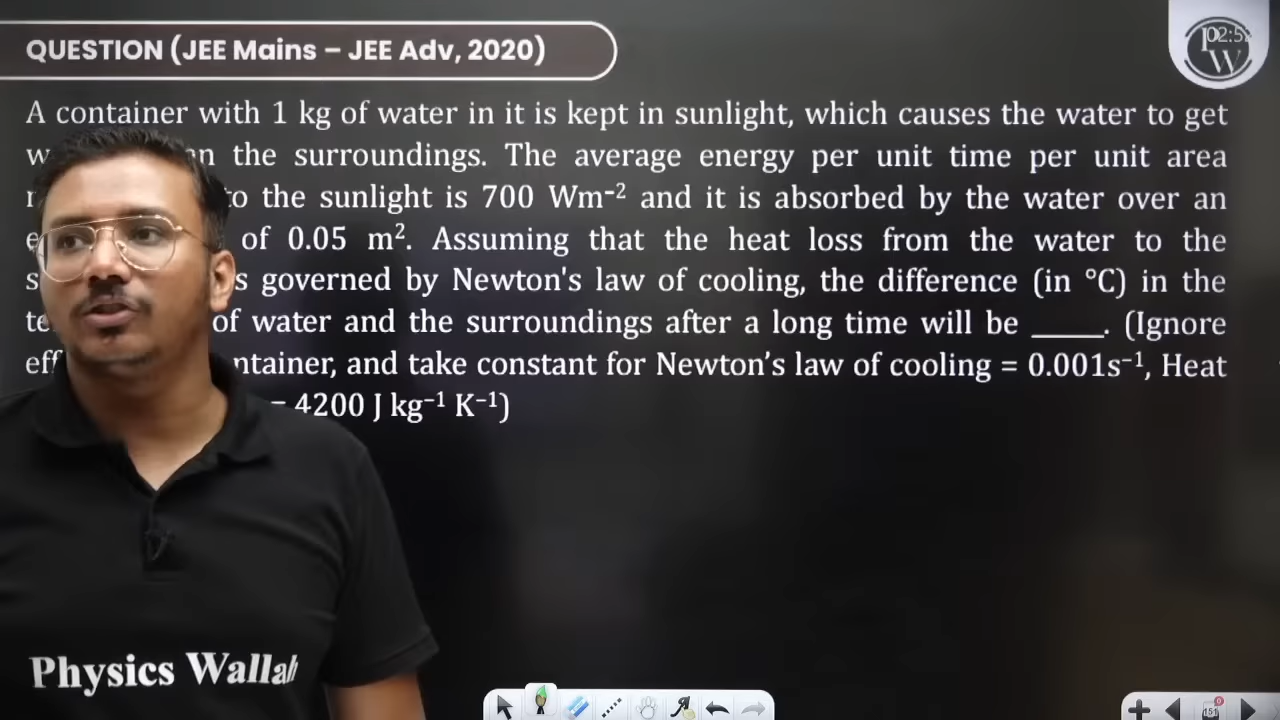 QUESTION (JEE Mains – JEE Adv, 2020)
A container with 1 kg of water in it is kept in sunlight, which causes the water to get
the surroundings. The average energy per unit time per unit area
to the sunlight is 700 Wm⁻² and it is absorbed by the water over an
of 0.05 m². Assuming that the heat loss from the water to the
governed by Newton's law of cooling, the difference (in °C) in the
of water and the surroundings after a long time will be _____. (Ignore
and take constant for Newton’s law of cooling = 0.001s⁻¹, Heat
= 4200 J kg⁻¹ K⁻¹)
Physics Wallah
151